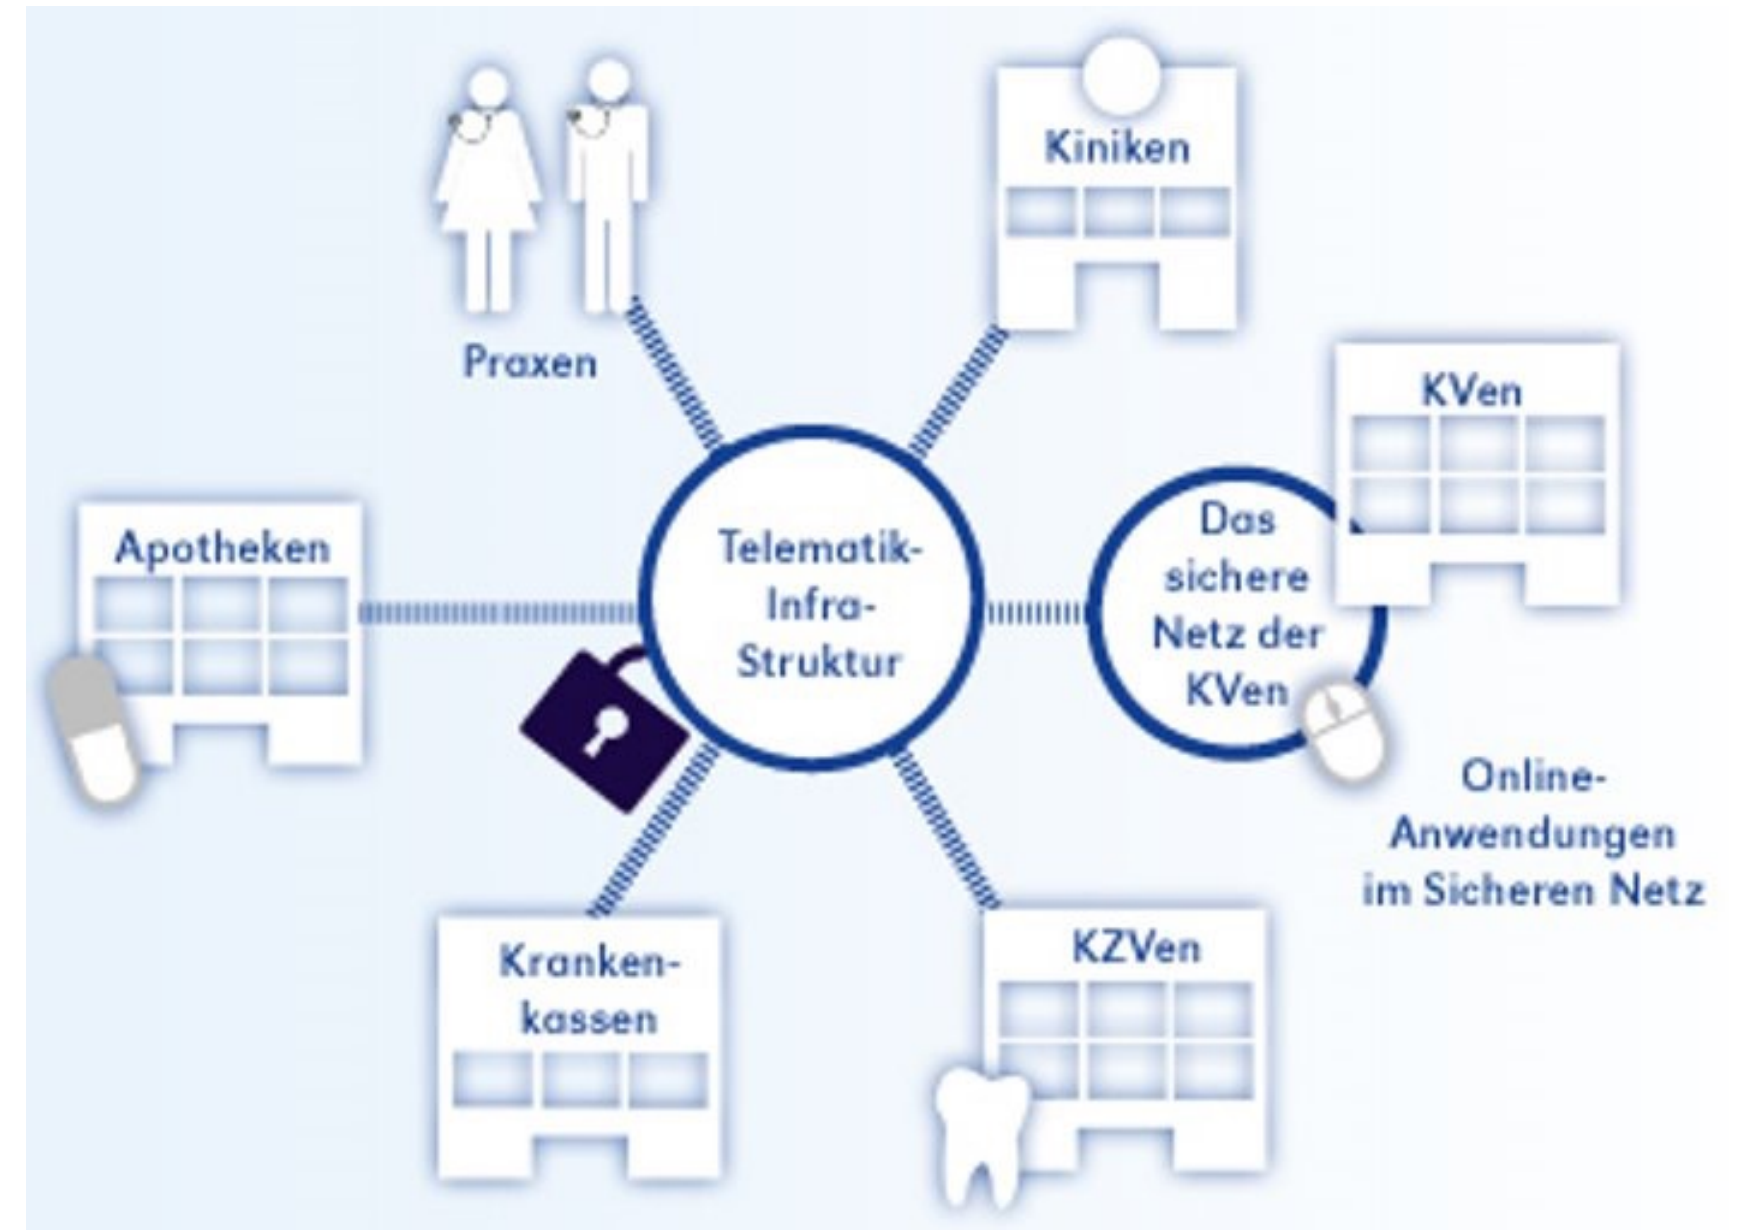 Kiniken
Praxen
KVen
Apotheken
Telematik-
Infra-
Struktur
Das
sichere
Netz der
KVen
Online-
Anwendungen
im Sicheren Netz
Kranken-
kassen
KZVen